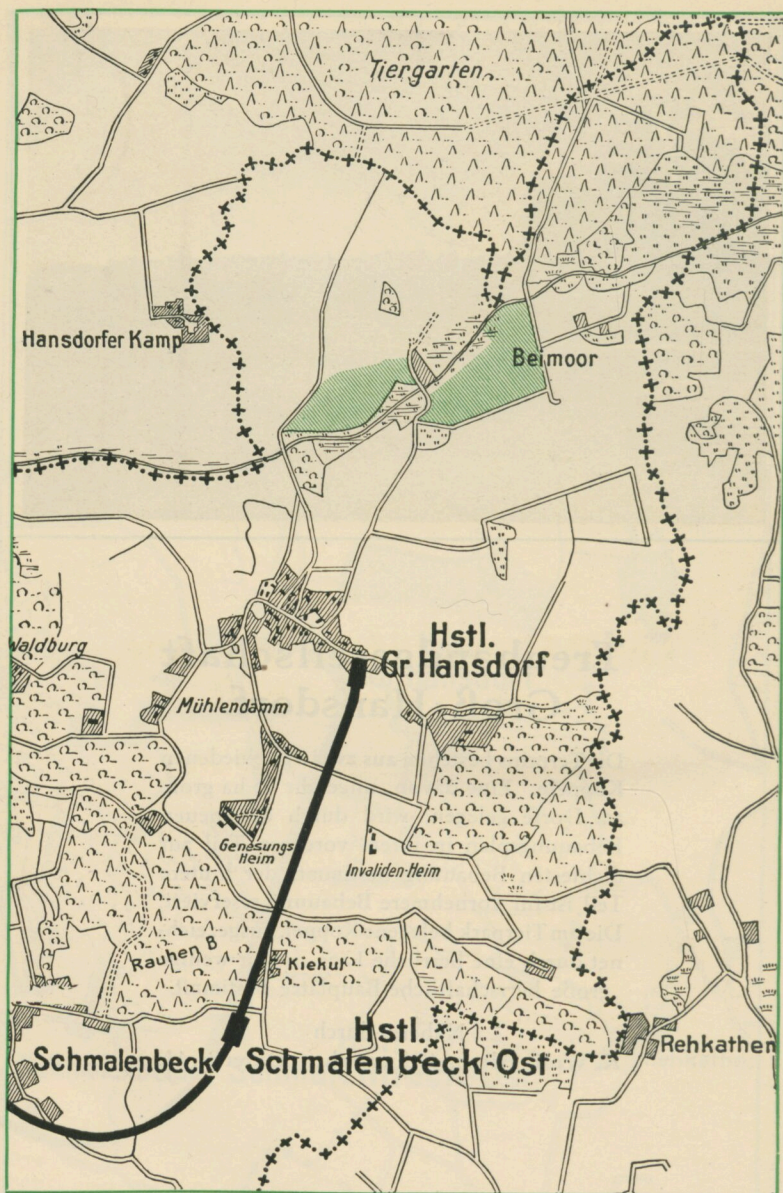 Tiergarten
Hansdorfer Kamp
Beimoor
Waldburg
Hstl.
Gr. Hansdorf
Mühlendamm
Genesungs
Heim
Invaliden-Heim
Rauhen B
Kiekut
Hstl.
Schmalenbeck
Schmalenbeck Ost
Rehkathen